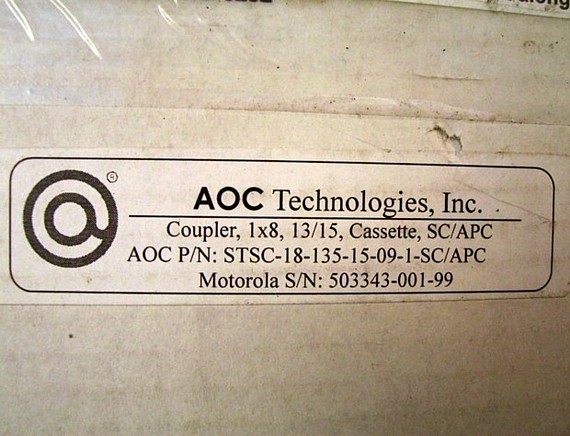 ®
AOC Technologies, Inc.
Coupler, 1x8, 13/15, Cassette, SC/APC
AOC P/N: STSC-18-135-15-09-1-SC/APC
Motorola S/N: 503343-001-99